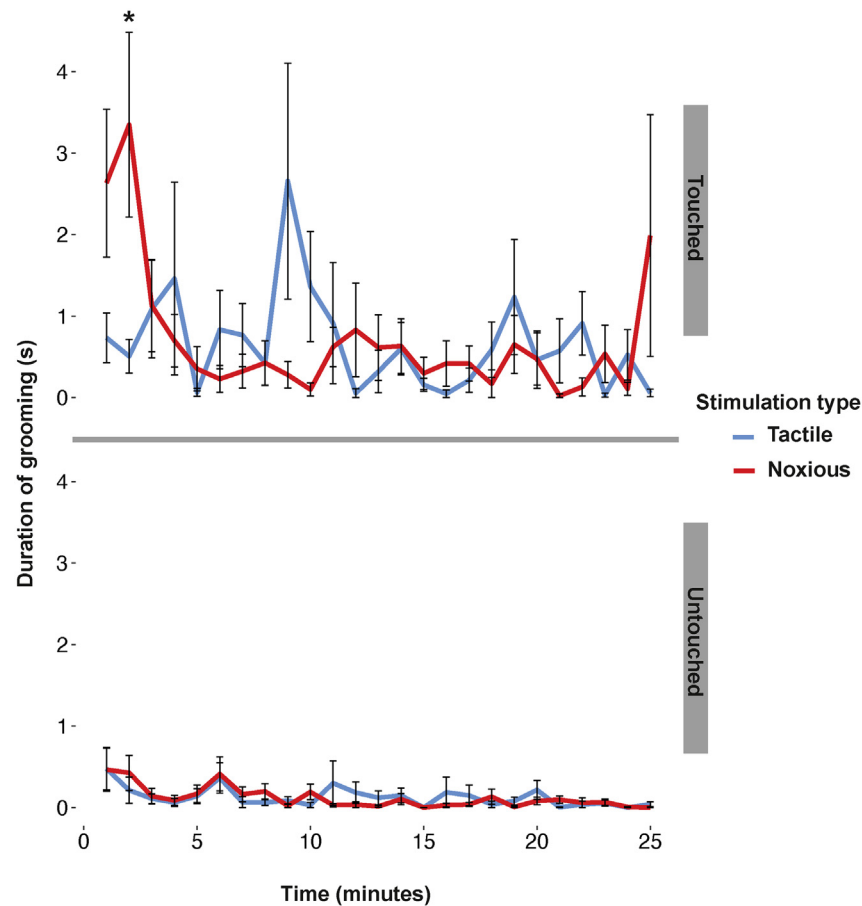 *
4
3
2
1
0
Touched
Duration of grooming (s)
Stimulation type
Tactile
Noxious
4
3
2
1
0
Untouched
0
5
10
15
20
25
Time (minutes)